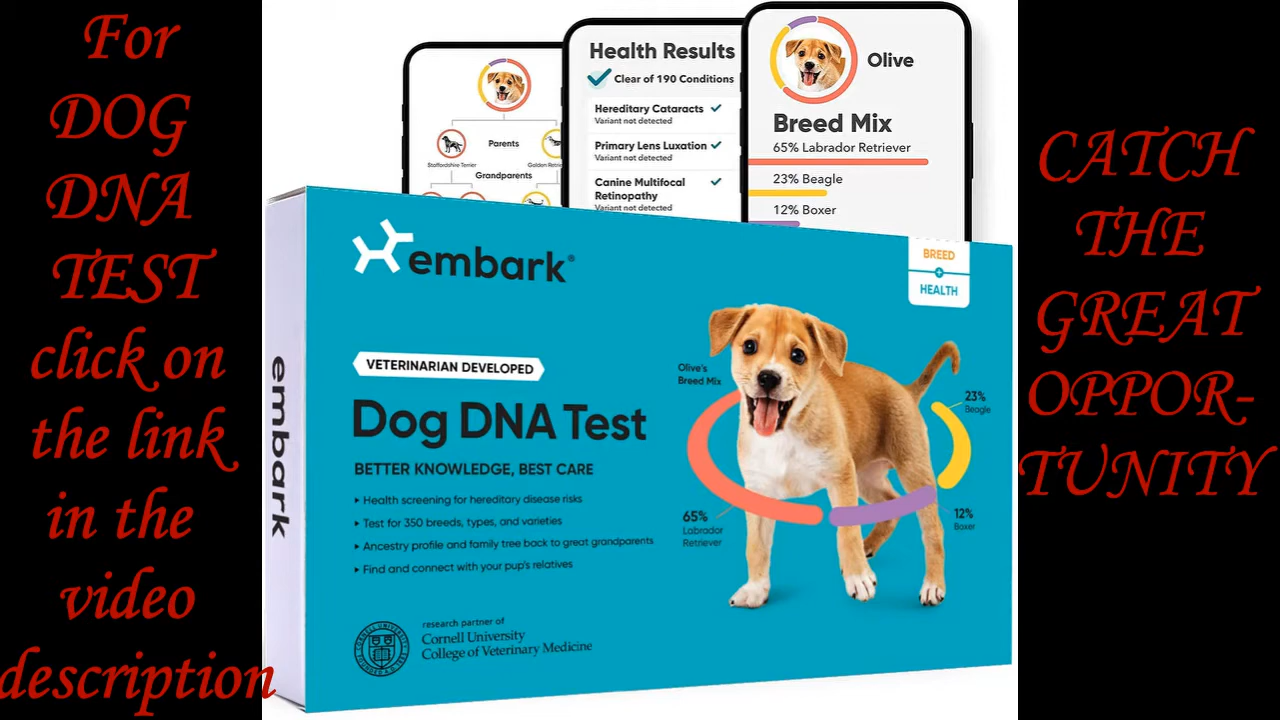 For
DOG
DNA
TEST
click on
the link
in the
video
description
Parents
Staffordshire Terrier
Golden Retrie
Grandparents
Health Results
Clear of 190 Conditions
Hereditary Cataracts
Variant not detected
Primary Lens Luxation
Variant not detected
Canine Multifocal
Retinopathy
Variant not detected
Olive
Breed Mix
65% Labrador Retriever
23% Beagle
12% Boxer
embark
embark®
BREED
+
HEALTH
VETERINARIAN DEVELOPED
Dog DNA Test
BETTER KNOWLEDGE, BEST CARE
▸ Health screening for hereditary disease risks
▸ Test for 350 breeds, types, and varieties
▸ Ancestry profile and family tree back to great grandparents
▸ Find and connect with your pup's relatives
research partner of
Cornell University
College of Veterinary Medicine
Olive's
Breed Mix
23%
Beagle
65%
Labrador
Retriever
12%
Boxer
CATCH
THE
GREAT
OPPOR-
TUNITY